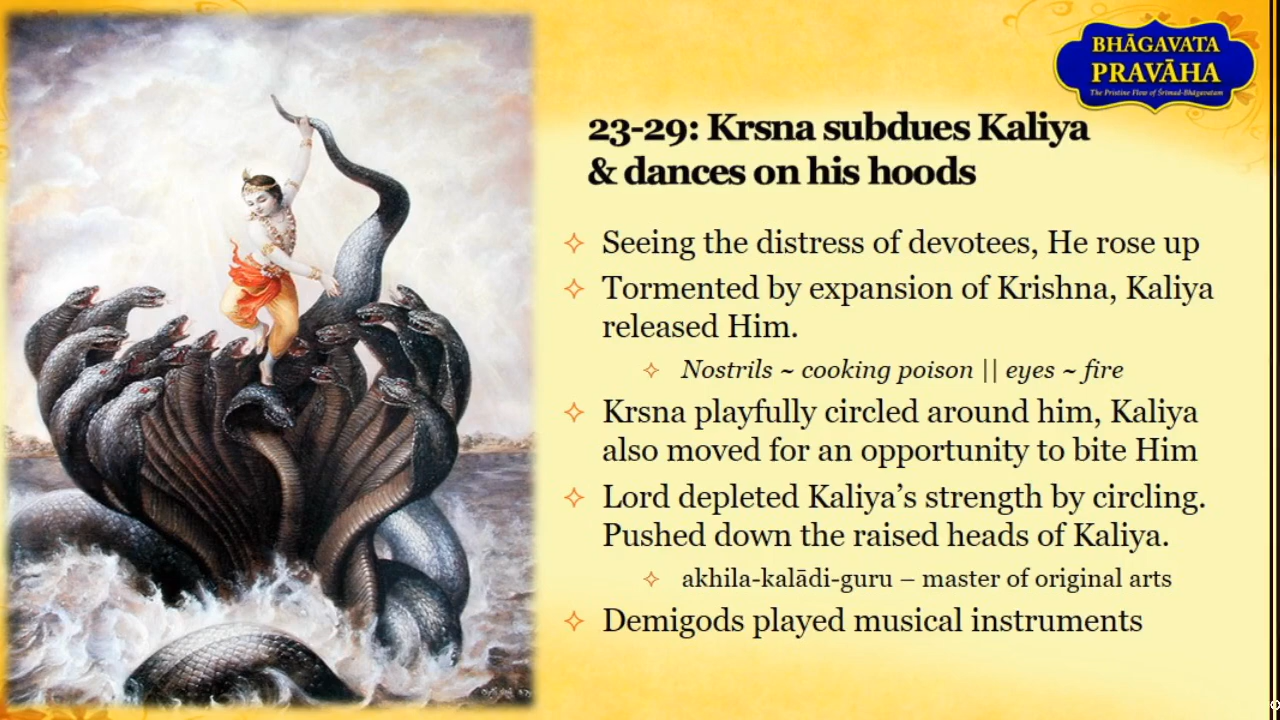 BHĀGAVATA
PRAVĀHA
The Pristine Flow of Śrīmad-Bhāgavatam
23-29: Krsna subdues Kaliya
& dances on his hoods
Seeing the distress of devotees, He rose up
Tormented by expansion of Krishna, Kaliya
released Him.
Nostrils ~ cooking poison || eyes ~ fire
Krsna playfully circled around him, Kaliya
also moved for an opportunity to bite Him
Lord depleted Kaliya’s strength by circling.
Pushed down the raised heads of Kaliya.
akhila-kalādi-guru – master of original arts
Demigods played musical instruments